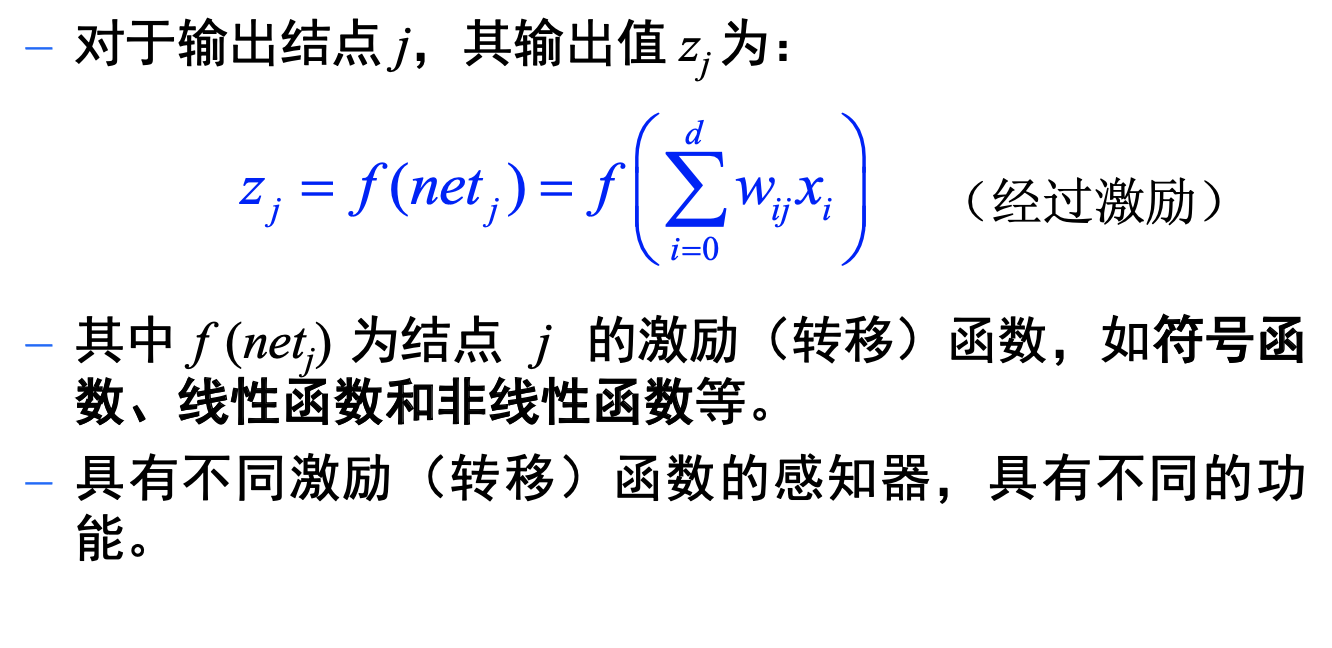 – 对于输出结点 j，其输出值 z_j 为：
z_j = f(net_j) = f(∑_{i=0}^{d} w_{ij}x_i) （经过激励）
– 其中 f (net_j) 为结点 j 的激励（转移）函数，如符号函
数、线性函数和非线性函数等。
– 具有不同激励（转移）函数的感知器，具有不同的功
能。